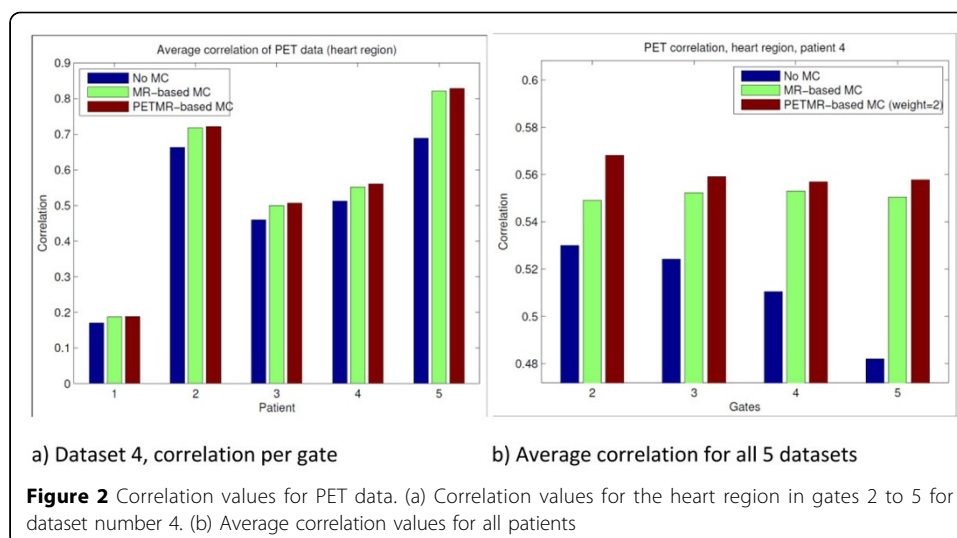 a
Average correlation of PET data (heart region)
No MC
MR-based MC
PETMR-based MC
Correlation
0.9
0.8
0.7
0.6
0.5
0.4
0.3
0.2
0.1
0
1 2 3 4 5
Patient
b
PET correlation, heart region, patient 4
No MC
MR-based MC
PETMR-based MC (weight=2)
Correlation
0.6
0.58
0.56
0.54
0.52
0.5
0.48
2 3 4 5
Gates
a) Dataset 4, correlation per gate
b) Average correlation for all 5 datasets
Figure 2 Correlation values for PET data. (a) Correlation values for the heart region in gates 2 to 5 for
dataset number 4. (b) Average correlation values for all patients